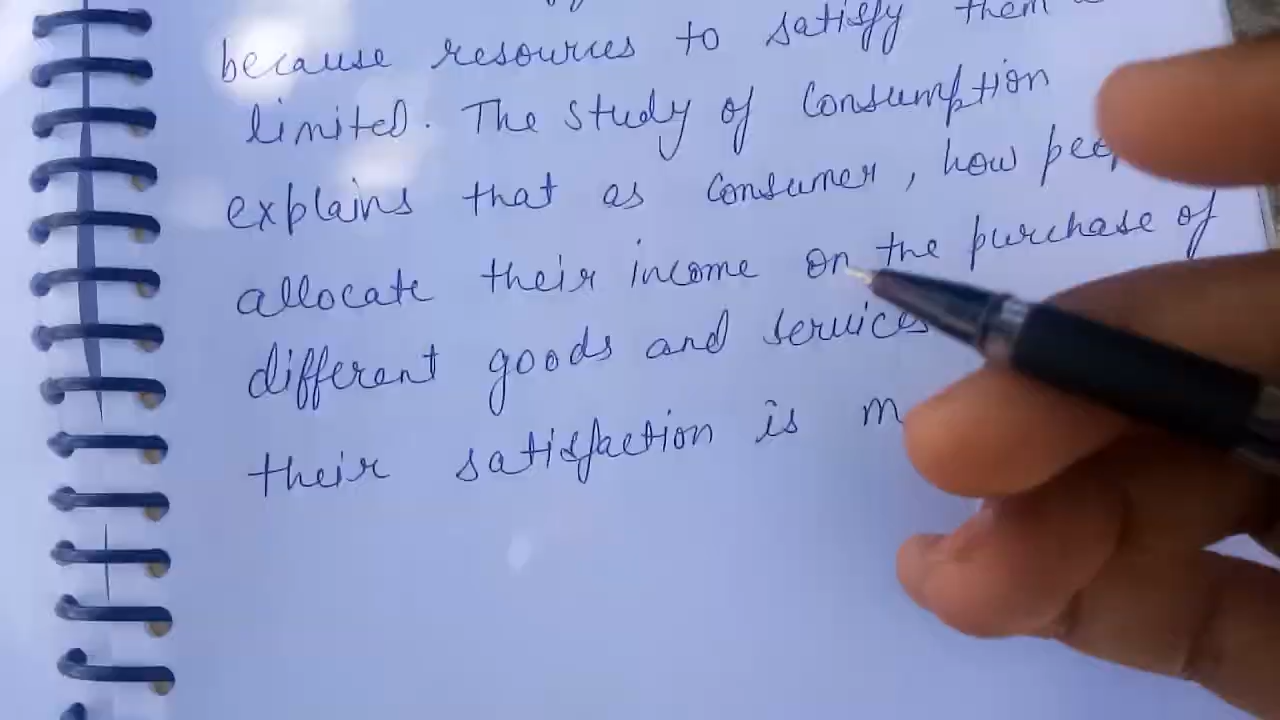 because resources to satisfy them
limited. The study of Consumption
explains that as Consumer, how
allocate their income on the purchase of
different goods and services
their satisfaction is